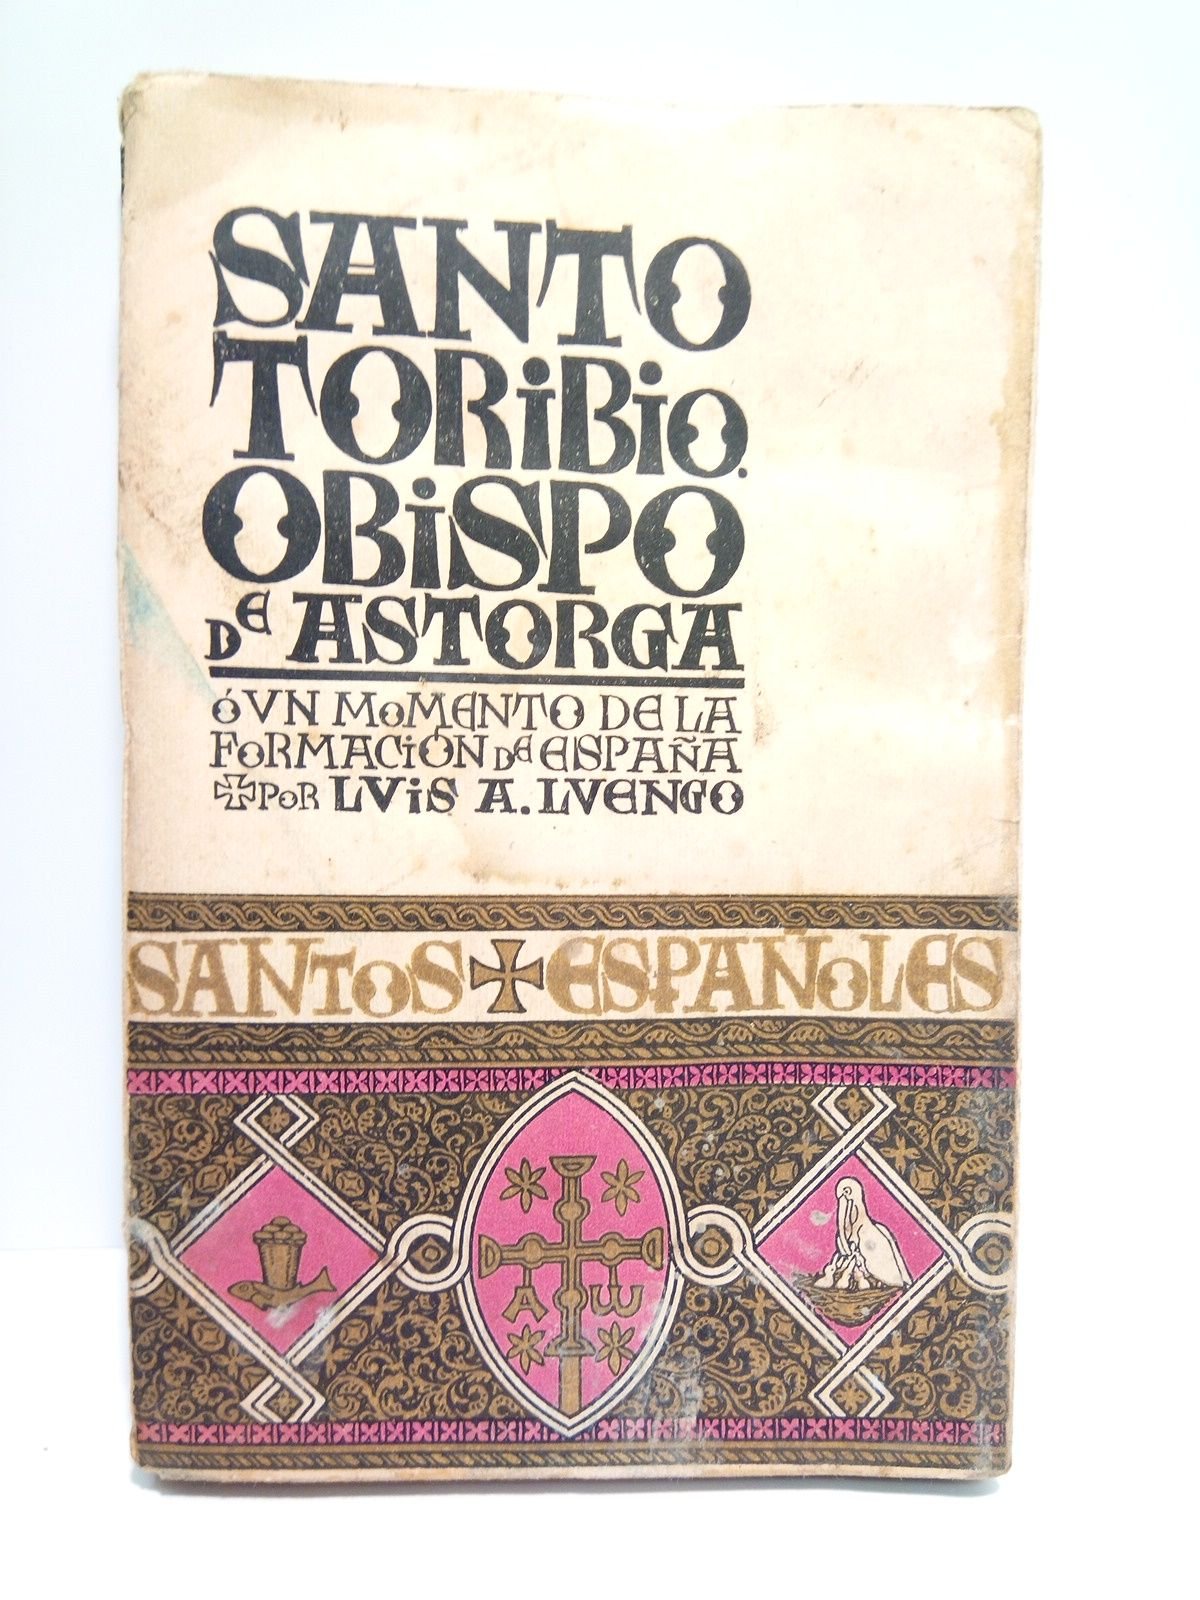 SANTO
TORiBiO.
OBiSPO
DE ASTORGA
Ó VN MOMENTO DE LA
FORMACiÓN DE ESPAÑA
POR LViS A. LVENGO
SANTOS ESPAÑOLES
A W